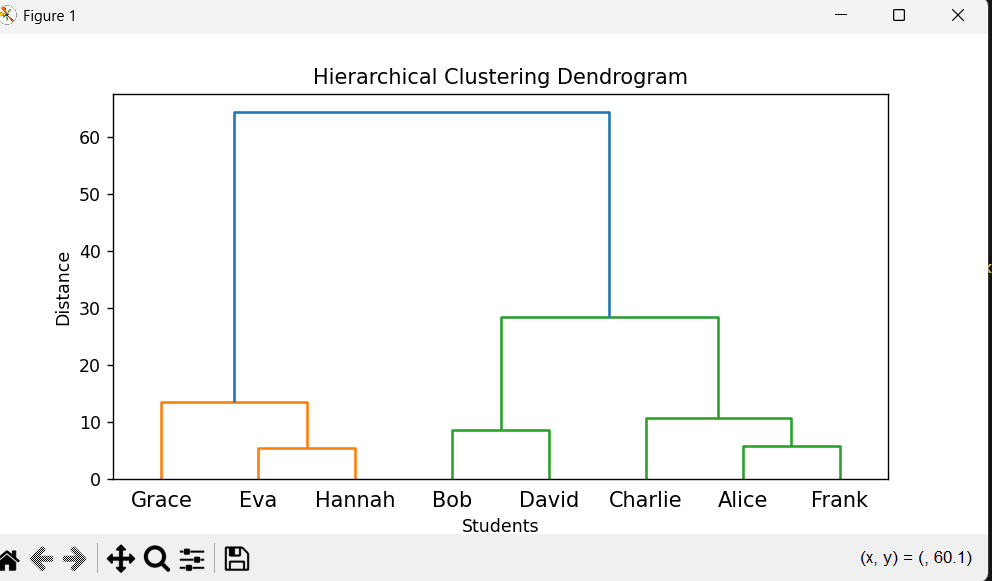 Figure 1
Hierarchical Clustering Dendrogram
60
50
40
30
20
10
0
Distance
Grace Eva Hannah Bob David Charlie Alice Frank
Students
(x, y) = (, 60.1)